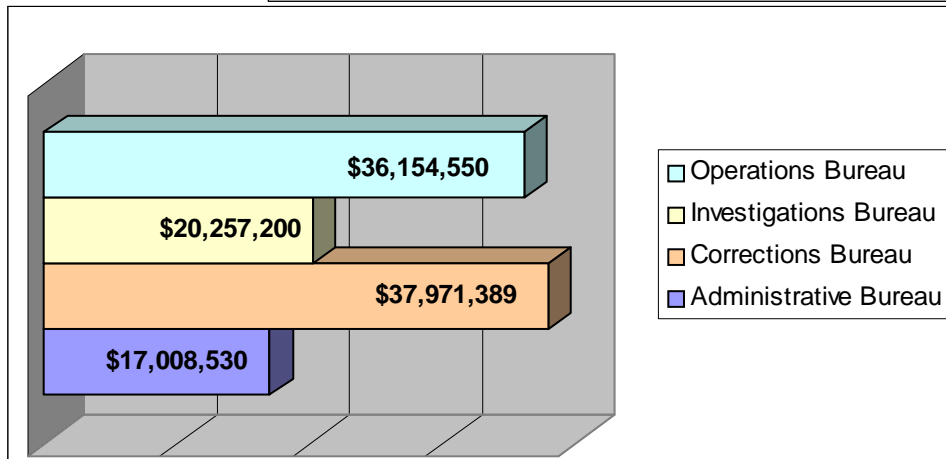 $36,154,550
$20,257,200
$37,971,389
$17,008,530
Operations Bureau
Investigations Bureau
Corrections Bureau
Administrative Bureau